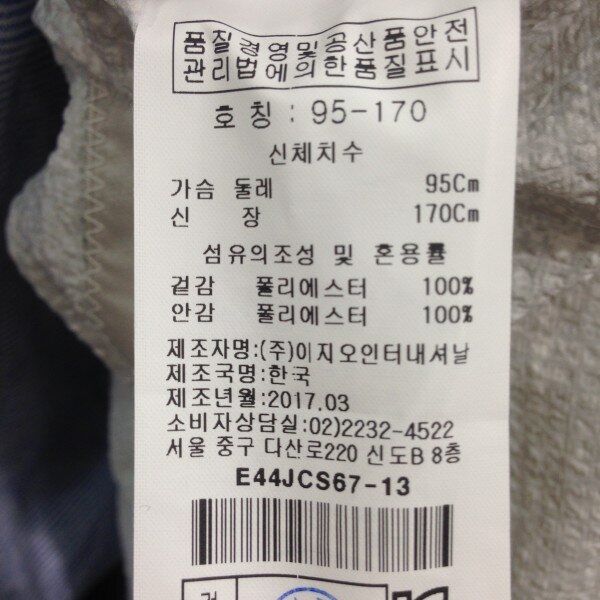 품질경영및공산품안전
관리법에의한품질표시
호칭 : 95-170
신체치수
가슴 둘레 95Cm
신 장 170Cm
섬유의조성 및 혼용률
겉감 폴리에스터 100%
안감 폴리에스터 100%
제조자명:(주)이지오인터내셔날
제조국명:한국
제조년월:2017.03
소비자상담실:02)2232-4522
서울 중구 다산로220 신도B 8층
E44JCS67-13